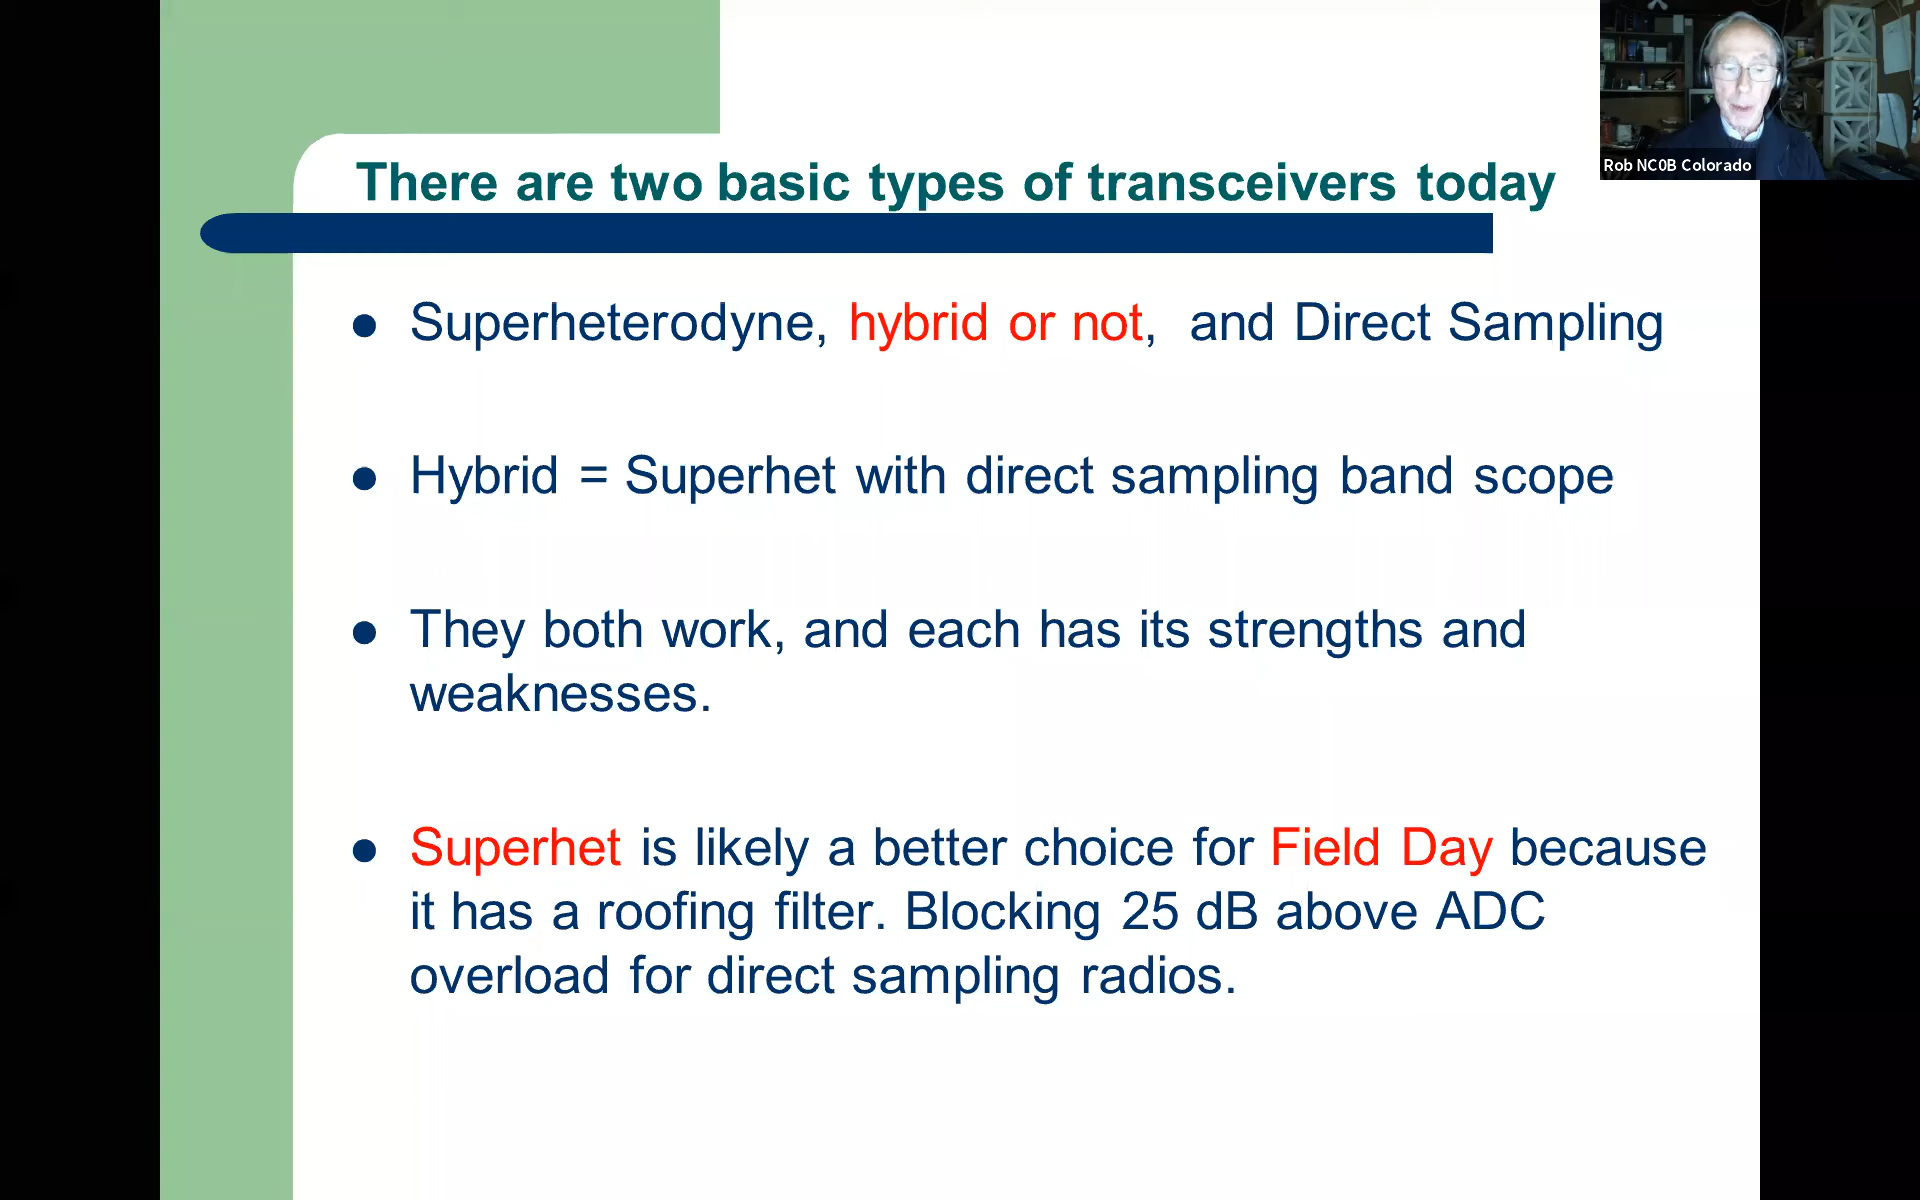 There are two basic types of transceivers today
Rob NC0B Colorado
Superheterodyne, hybrid or not, and Direct Sampling
Hybrid = Superhet with direct sampling band scope
They both work, and each has its strengths and
weaknesses.
Superhet is likely a better choice for Field Day because
it has a roofing filter. Blocking 25 dB above ADC
overload for direct sampling radios.